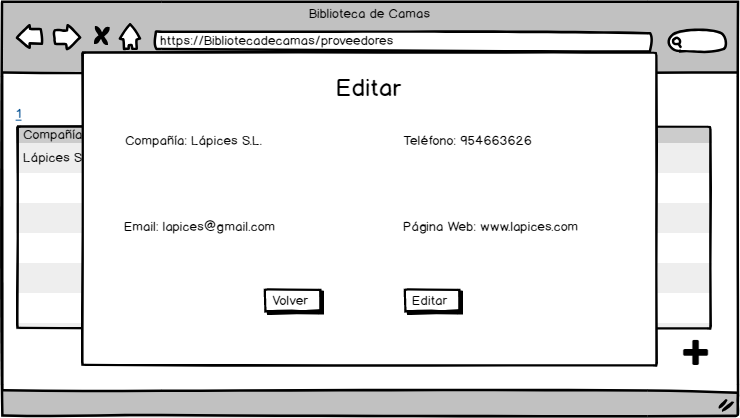 Biblioteca de Camas
https://Bibliotecadecamas/proveedores
Editar
1
Compañía
Compañía: Lápices S.L.
Teléfono: 954663626
Lápices S
Email: lapices@gmail.com
Página Web: www.lapices.com
Volver
Editar